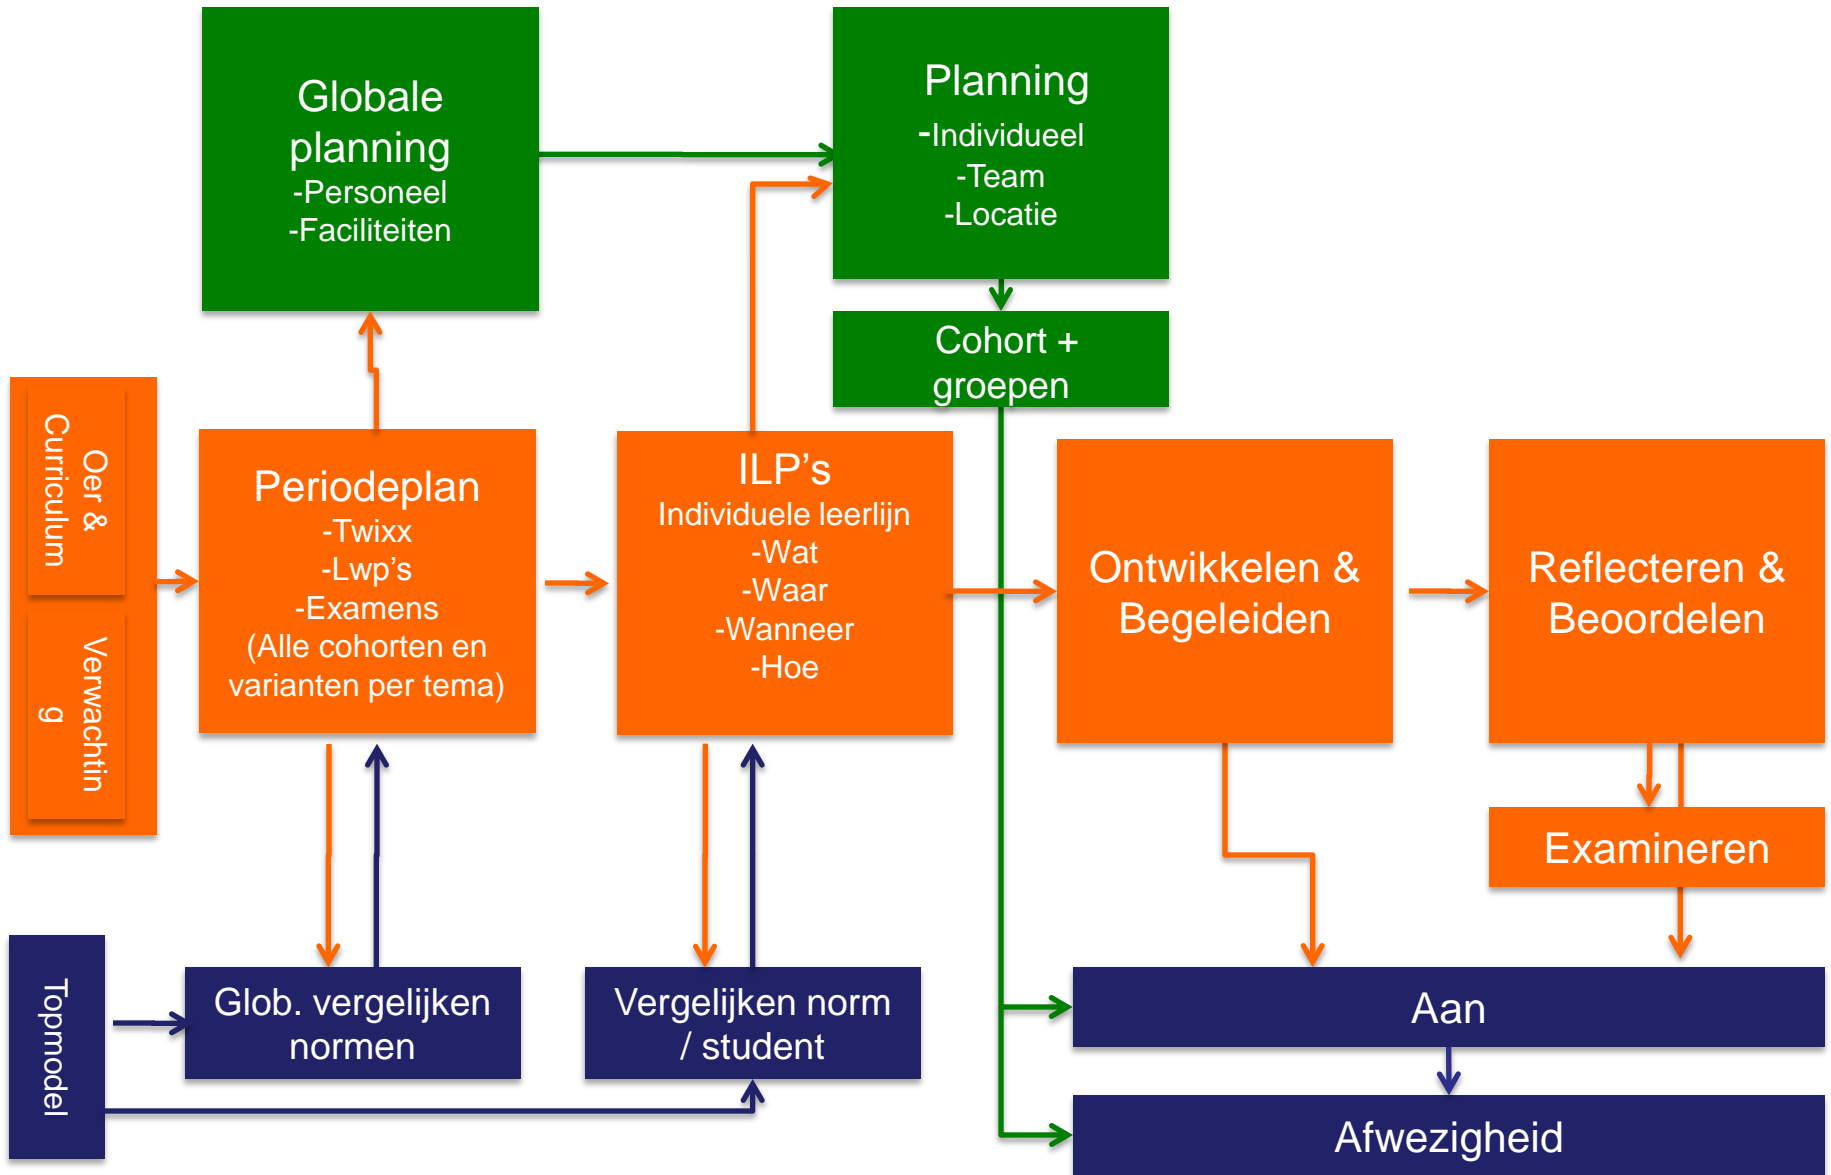 Globale
planning
-Personeel
-Faciliteiten
Planning
-Individueel
-Team
-Locatie
Cohort +
groepen
Oer &
Curriculum
Verwachtin
g
Periodeplan
-Twixx
-Lwp's
-Examens
(Alle cohorten en
varianten per tema)
ILP's
Individuele leerlijn
-Wat
-Waar
-Wanneer
-Hoe
Ontwikkelen &
Begeleiden
Reflecteren &
Beoordelen
Examineren
Topmodel
Glob. vergelijken
normen
Vergelijken norm
/ student
Aan
Afwezigheid